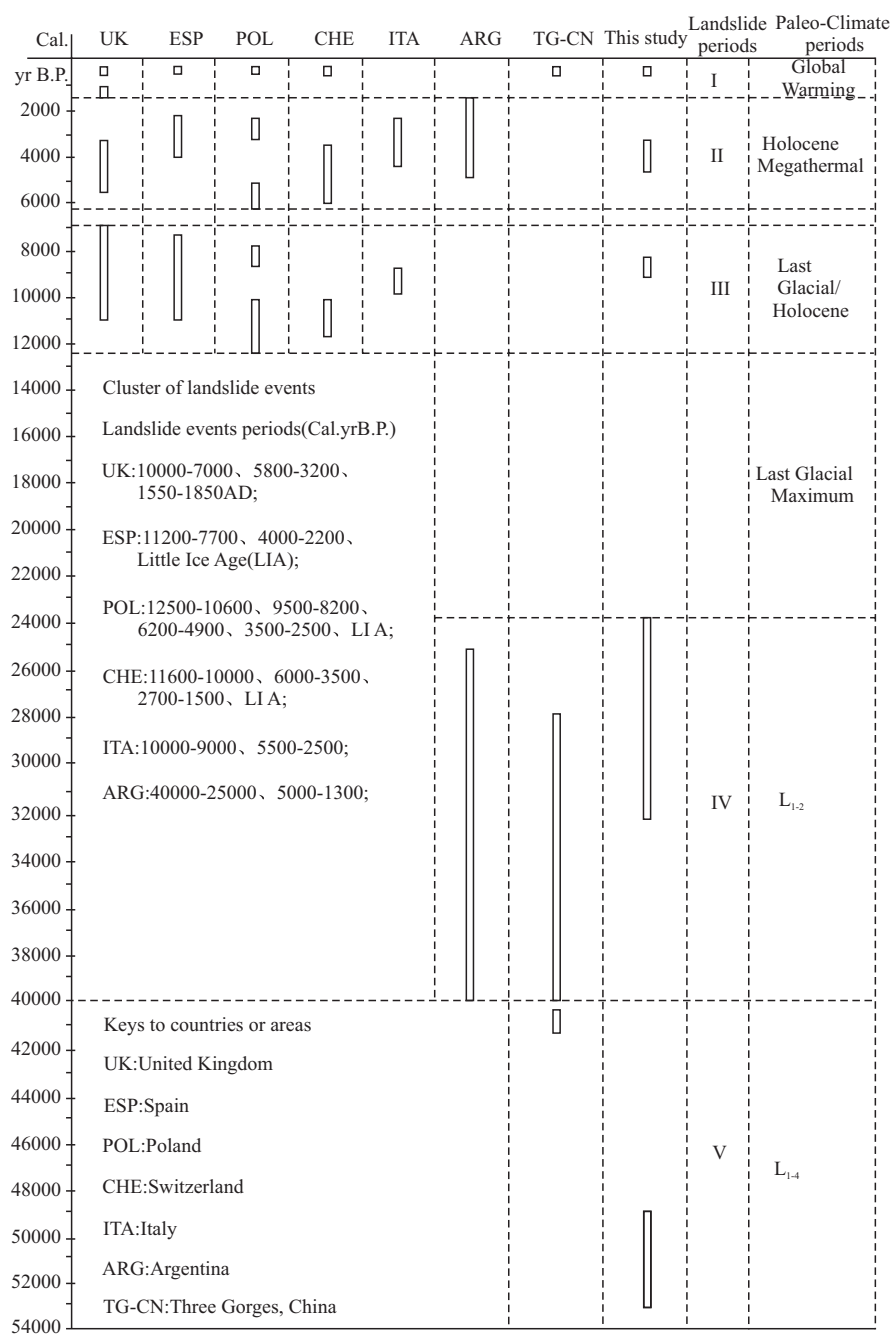 Cal. UK ESP POL CHE ITA ARG TG-CN This study Landslide periods Paleo-Climate periods
yr B.P.
I
Global
Warming
2000
4000
II
Holocene
Megathermal
6000
8000
10000
III
Last
Glacial/
Holocene
12000
14000
Cluster of landslide events
Landslide events periods(Cal.yrB.P.)
16000
UK:10000-7000、5800-3200、
1550-1850AD;
18000
Last Glacial
Maximum
20000
ESP:11200-7700、4000-2200、
Little Ice Age(LIA);
22000
24000
POL:12500-10600、9500-8200、
6200-4900、3500-2500、LI A;
26000
CHE:11600-10000、6000-3500、
2700-1500、LI A;
28000
ITA:10000-9000、5500-2500;
30000
ARG:40000-25000、5000-1300;
32000
IV
L1-2
34000
36000
38000
40000
Keys to countries or areas
42000
UK:United Kingdom
44000
ESP:Spain
46000
POL:Poland
V
L1-4
48000
CHE:Switzerland
50000
ITA:Italy
52000
ARG:Argentina
TG-CN:Three Gorges, China
54000